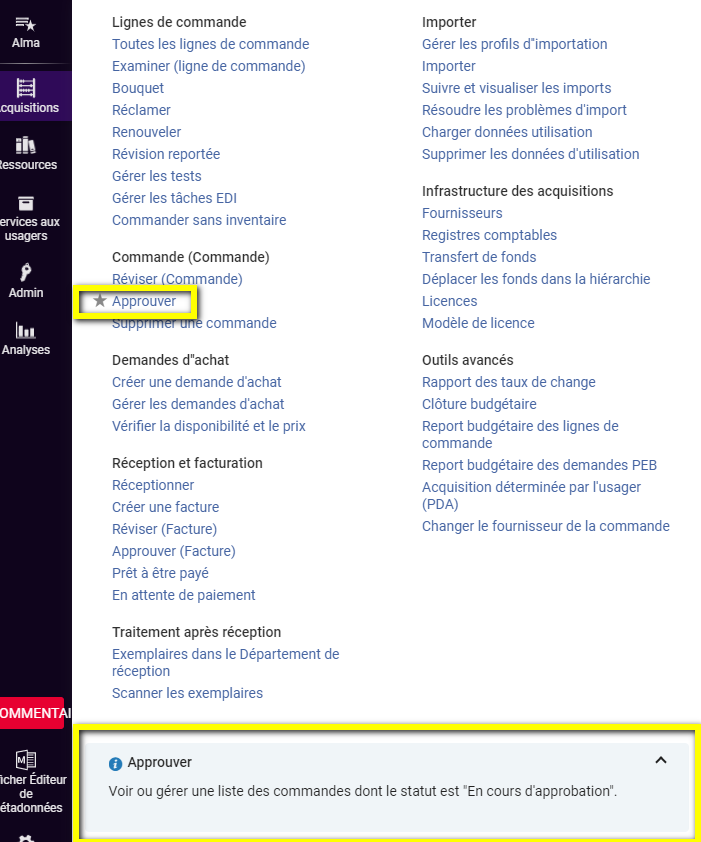 Alma
cquisitions
essources
ervices aux
usagers
Admin
Analyses
OMMENTAI
icher Éditeur
de
étadonnées
Lignes de commande
Toutes les lignes de commande
Examiner (ligne de commande)
Bouquet
Réclamer
Renouveler
Révision reportée
Gérer les tests
Gérer les tâches EDI
Commander sans inventaire
Commande (Commande)
Réviser (Commande)
Approuver
Supprimer une commande
Demandes d"achat
Créer une demande d'achat
Gérer les demandes d'achat
Vérifier la disponibilité et le prix
Réception et facturation
Réceptionner
Créer une facture
Réviser (Facture)
Approuver (Facture)
Prêt à être payé
En attente de paiement
Traitement après réception
Exemplaires dans le Département de
réception
Scanner les exemplaires
Importer
Gérer les profils d"importation
Importer
Suivre et visualiser les imports
Résoudre les problèmes d'import
Charger données utilisation
Supprimer les données d'utilisation
Infrastructure des acquisitions
Fournisseurs
Registres comptables
Transfert de fonds
Déplacer les fonds dans la hiérarchie
Licences
Modèle de licence
Outils avancés
Rapport des taux de change
Clôture budgétaire
Report budgétaire des lignes de
commande
Report budgétaire des demandes PEB
Acquisition déterminée par l'usager
(PDA)
Changer le fournisseur de la commande
Approuver
Voir ou gérer une liste des commandes dont le statut est "En cours d'approbation".